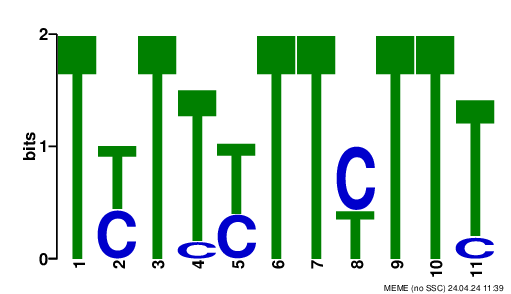 2
bits
1
0
T T T T T T T C T T T
C C C T C
1 2 3 4 5 6 7 8 9 10 11
MEME (no SSC) 24.04.24 11:39